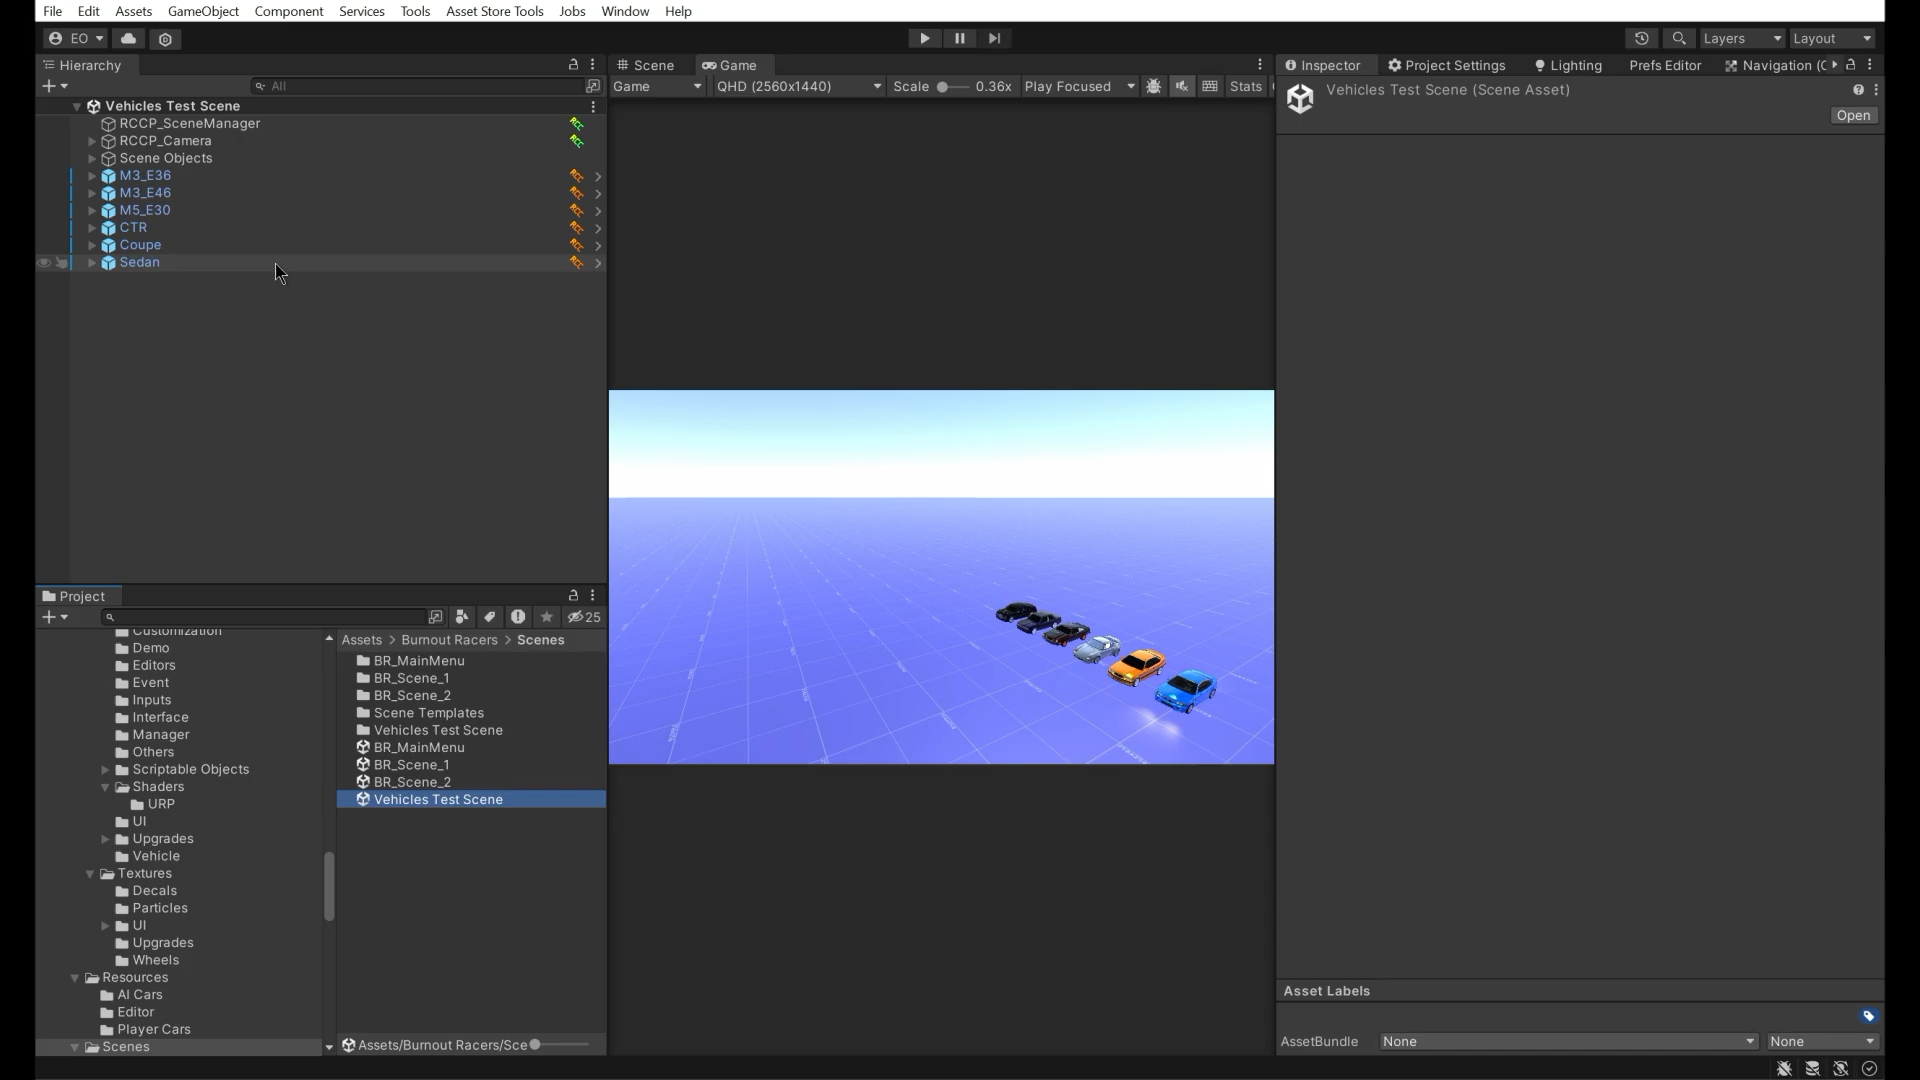 File Edit Assets GameObject Component Services Tools Asset Store Tools Jobs Window Help
EO
Layers Layout
Hierarchy
All
Vehicles Test Scene
RCCP_SceneManager
RCCP_Camera
Scene Objects
M3_E36
M3_E46
M5_E30
CTR
Coupe
Sedan
Scene Game
Game QHD (2560x1440) Scale 0.36x Play Focused Stats
Inspector Project Settings Lighting Prefs Editor Navigation (
Vehicles Test Scene (Scene Asset)
Open
Project
25
Customization
Demo
Editors
Event
Inputs
Interface
Manager
Others
Scriptable Objects
Shaders
URP
UI
Upgrades
Vehicle
Textures
Decals
Particles
UI
Upgrades
Wheels
Resources
AI Cars
Editor
Player Cars
Scenes
Assets > Burnout Racers > Scenes
BR_MainMenu
BR_Scene_1
BR_Scene_2
Scene Templates
Vehicles Test Scene
BR_MainMenu
BR_Scene_1
BR_Scene_2
Vehicles Test Scene
Assets/Burnout Racers/Sce
Asset Labels
AssetBundle None None